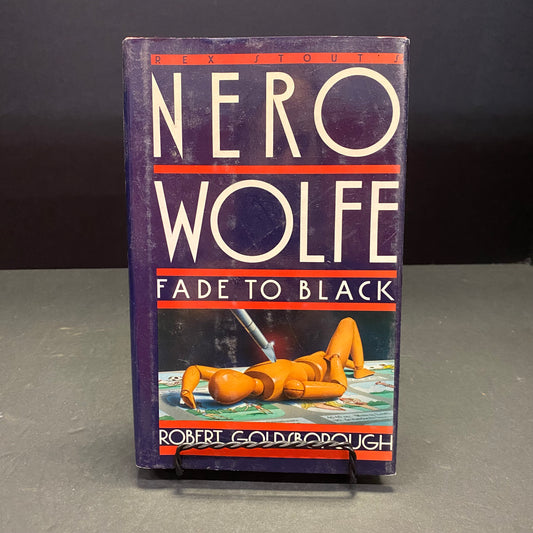 REX STOUT'S
NERO
WOLFE
FADE TO BLACK
ROBERT GOLDSBOROUGH